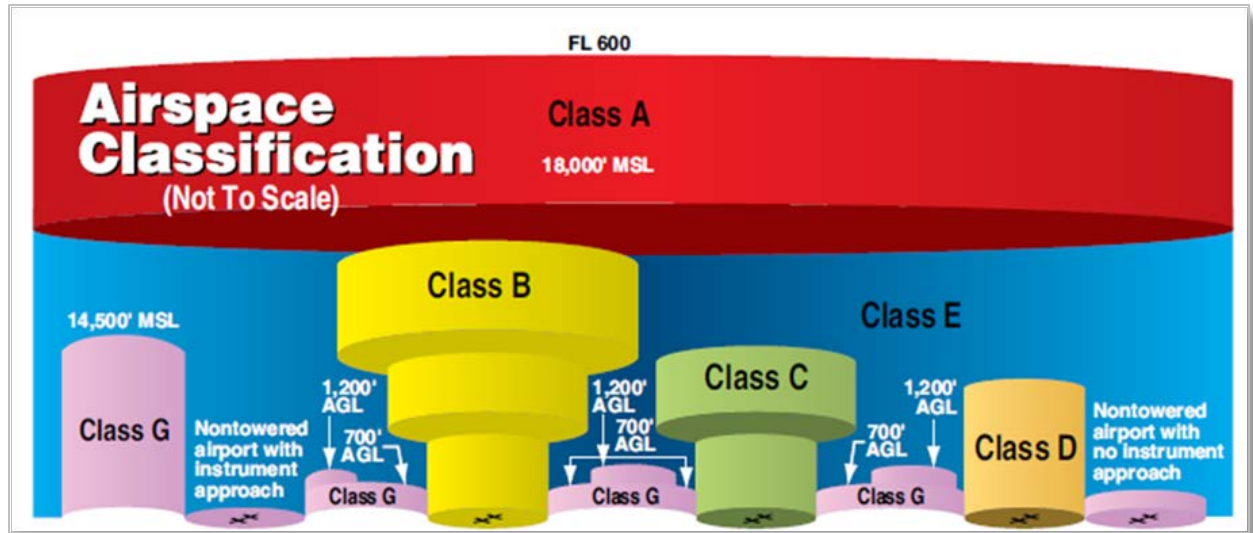 FL 600
Airspace
Classification
(Not To Scale)
Class A
18,000' MSL
Class B
Class E
14,500' MSL
Class G
Nontowered
airport with
instrument
approach
1,200'
AGL
700'
AGL
Class G
1,200'
AGL
700'
AGL
Class G
Class C
700'
AGL
1,200'
AGL
Class G
Class D
Nontowered
airport with
no instrument
approach